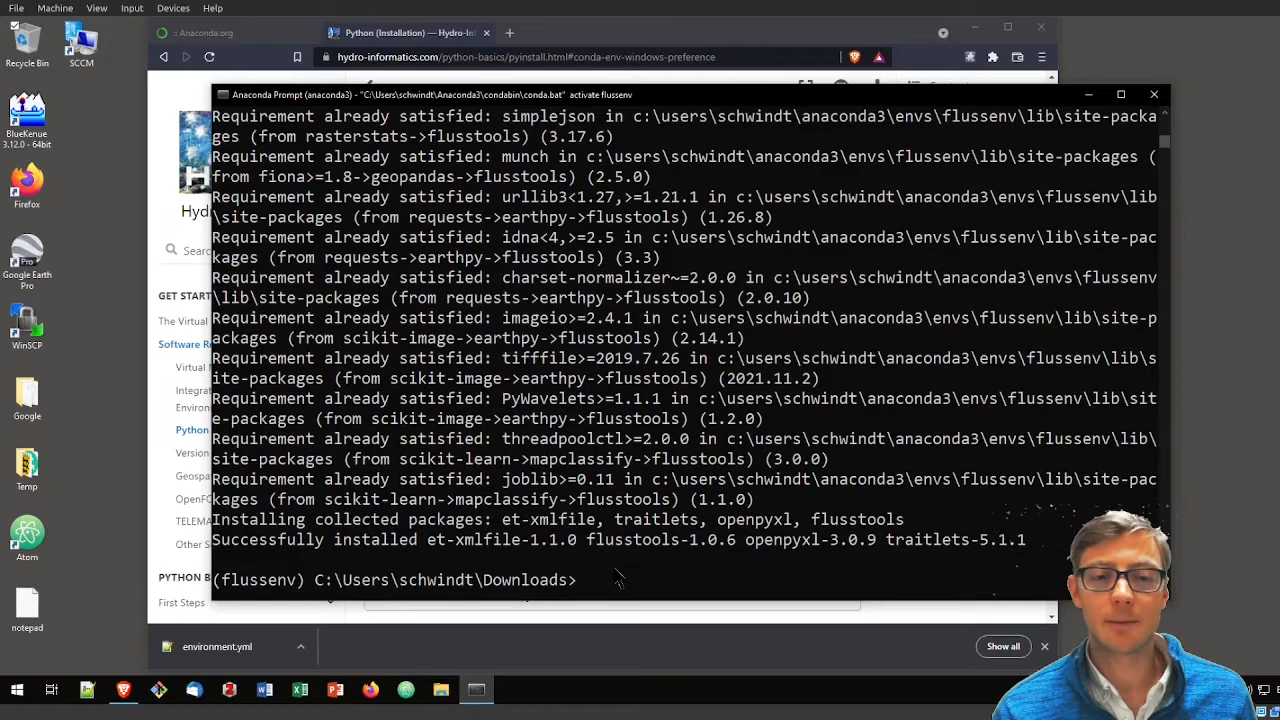 File Machine View Input Devices Help
Anaconda.org
Python (Installation) — Hydro-Inf
hydro-informatics.com/python-basics/pyinstall.html#conda-env-windows-preference
Recycle Bin
SCCM
BlueKenue 3.12.0 - 64bit
Firefox
Google Earth Pro
WinSCP
Google
Temp
Atom
notepad
H
Hydr
Sear
GET START
The Virtual
Software Re
Virtual M
Integrat
Environ
Python
Version
Geospa
OpenFO
TELEMA
Other S
PYTHON B
First Steps
Anaconda Prompt (anaconda3) - "C:\Users\schwindt\Anaconda3\condabin\conda.bat" activate flussenv
Requirement already satisfied: simplejson in c:\users\schwindt\anaconda3\envs\flussenv\lib\site-packa
ges (from rasterstats->flusstools) (3.17.6)
Requirement already satisfied: munch in c:\users\schwindt\anaconda3\envs\flussenv\lib\site-packages (
from fiona>=1.8->geopandas->flusstools) (2.5.0)
Requirement already satisfied: urllib3<1.27,>=1.21.1 in c:\users\schwindt\anaconda3\envs\flussenv\lib
\site-packages (from requests->earthpy->flusstools) (1.26.8)
Requirement already satisfied: idna<4,>=2.5 in c:\users\schwindt\anaconda3\envs\flussenv\lib\site-pac
kages (from requests->earthpy->flusstools) (3.3)
Requirement already satisfied: charset-normalizer~=2.0.0 in c:\users\schwindt\anaconda3\envs\flussenv
\lib\site-packages (from requests->earthpy->flusstools) (2.0.10)
Requirement already satisfied: imageio>=2.4.1 in c:\users\schwindt\anaconda3\envs\flussenv\lib\site-p
ackages (from scikit-image->earthpy->flusstools) (2.14.1)
Requirement already satisfied: tifffile>=2019.7.26 in c:\users\schwindt\anaconda3\envs\flussenv\lib\s
ite-packages (from scikit-image->earthpy->flusstools) (2021.11.2)
Requirement already satisfied: PyWavelets>=1.1.1 in c:\users\schwindt\anaconda3\envs\flussenv\lib\sit
e-packages (from scikit-image->earthpy->flusstools) (1.2.0)
Requirement already satisfied: threadpoolctl>=2.0.0 in c:\users\schwindt\anaconda3\envs\flussenv\lib\
site-packages (from scikit-learn->mapclassify->flusstools) (3.0.0)
Requirement already satisfied: joblib>=0.11 in c:\users\schwindt\anaconda3\envs\flussenv\lib\site-pac
kages (from scikit-learn->mapclassify->flusstools) (1.1.0)
Installing collected packages: et-xmlfile, traitlets, openpyxl, flusstools
Successfully installed et-xmlfile-1.1.0 flusstools-1.0.6 openpyxl-3.0.9 traitlets-5.1.1
(flussenv) C:\Users\schwindt\Downloads>
environment.yml
Show all